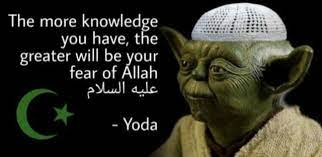 The more knowledge
you have, the
greater will be your
fear of Allah
عليه السلام
- Yoda